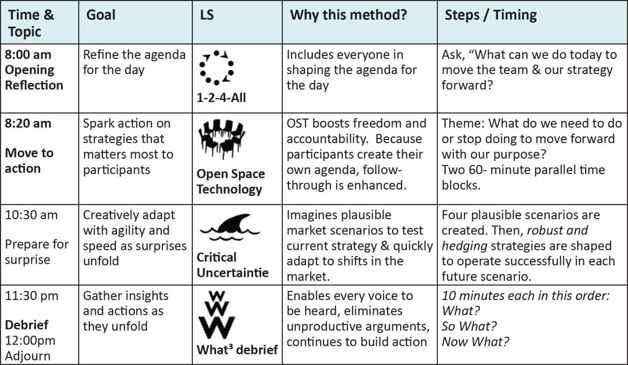 Time &
Topic
Goal
LS
Why this method?
Steps / Timing
8:00 am
Opening
Reflection
Refine the agenda
for the day
1-2-4-All
Includes everyone in
shaping the agenda for
the day
Ask, “What can we do today to
move the team & our strategy
forward?
8:20 am
Move to
action
Spark action on
strategies that
matters most to
participants
Open Space
Technology
OST boosts freedom and
accountability.  Because
participants create their
own agenda, follow-
through is enhanced.
Theme: What do we need to do
or stop doing to move forward
with our purpose?
Two 60- minute parallel time
blocks.
10:30 am
Prepare for
surprise
Creatively adapt
with agility and
speed as surprises
unfold
Critical
Uncertaintie
Imagines plausible
market scenarios to test
current strategy & quickly
adapt to shifts in the
market.
Four plausible scenarios are
created. Then, robust and
hedging strategies are shaped
to operate successfully in each
future scenario.
11:30 pm
Debrief
12:00pm
Adjourn
Gather insights
and actions as
they unfold
W
W
W
What³ debrief
Enables every voice to
be heard, eliminates
unproductive arguments,
continues to build action
10 minutes each in this order:
What?
So What?
Now What?